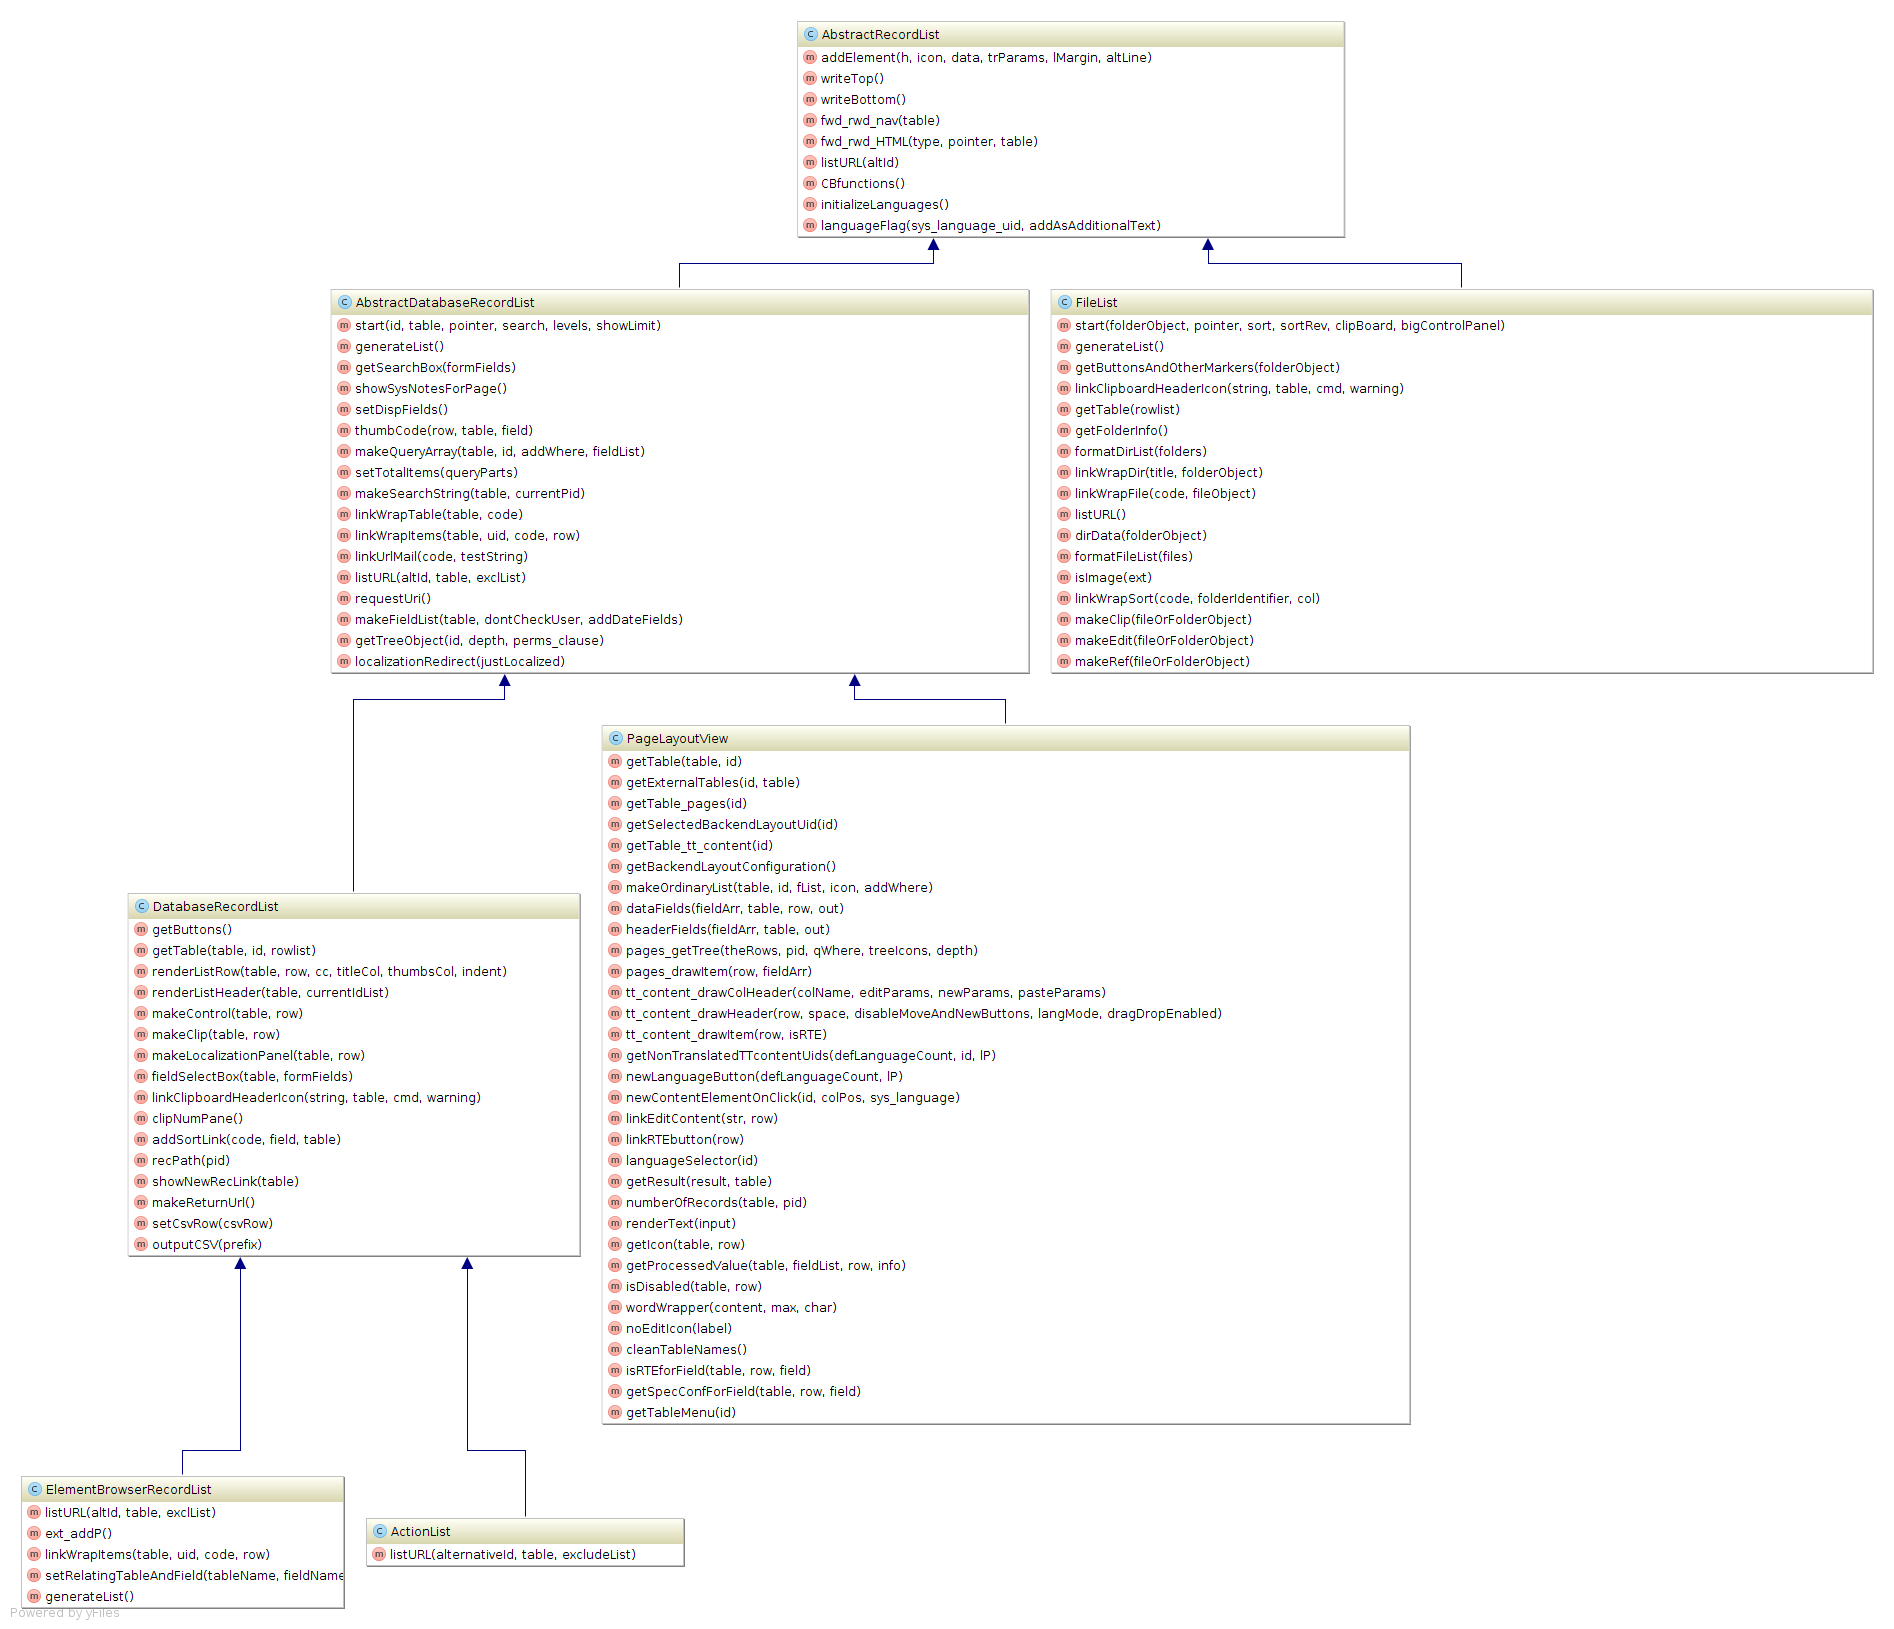 AbstractRecordList
addElement(h, icon, data, trParams, lMargin, altLine)
writeTop()
writeBottom()
fwd_rwd_nav(table)
fwd_rwd_HTML(type, pointer, table)
listURL(altId)
CBfunctions()
initializeLanguages()
languageFlag(sys_language_uid, addAsAdditionalText)
AbstractDatabaseRecordList
start(id, table, pointer, search, levels, showLimit)
generateList()
getSearchBox(formFields)
showSysNotesForPage()
setDispFields()
thumbCode(row, table, field)
makeQueryArray(table, id, addWhere, fieldList)
setTotalItems(queryParts)
makeSearchString(table, currentPid)
linkWrapTable(table, code)
linkWrapItems(table, uid, code, row)
linkUrlMail(code, testString)
listURL(altId, table, exclList)
requestUri()
makeFieldList(table, dontCheckUser, addDateFields)
getTreeObject(id, depth, perms_clause)
localizationRedirect(justLocalized)
FileList
start(folderObject, pointer, sort, sortRev, clipBoard, bigControlPanel)
generateList()
getButtonsAndOtherMarkers(folderObject)
linkClipboardHeaderIcon(string, table, cmd, warning)
getTable(rowlist)
getFolderInfo()
formatDirList(folders)
linkWrapDir(title, folderObject)
linkWrapFile(code, fileObject)
listURL()
dirData(folderObject)
formatFileList(files)
isImage(ext)
linkWrapSort(code, folderIdentifier, col)
makeClip(fileOrFolderObject)
makeEdit(fileOrFolderObject)
makeRef(fileOrFolderObject)
PageLayoutView
getTable(table, id)
getExternalTables(id, table)
getTable_pages(id)
getSelectedBackendLayoutUid(id)
getTable_tt_content(id)
getBackendLayoutConfiguration()
makeOrdinaryList(table, id, fList, icon, addWhere)
dataFields(fieldArr, table, row, out)
headerFields(fieldArr, table, out)
pages_getTree(theRows, pid, qWhere, treeIcons, depth)
pages_drawItem(row, fieldArr)
tt_content_drawColHeader(colName, editParams, newParams, pasteParams)
tt_content_drawHeader(row, space, disableMoveAndNewButtons, langMode, dragDropEnabled)
tt_content_drawItem(row, isRTE)
getNonTranslatedTTcontentUids(defLanguageCount, id, lP)
newLanguageButton(defLanguageCount, lP)
newContentElementOnClick(id, colPos, sys_language)
linkEditContent(str, row)
linkRTEbutton(row)
languageSelector(id)
getResult(result, table)
numberOfRecords(table, pid)
renderText(input)
getIcon(table, row)
getProcessedValue(table, fieldList, row, info)
isDisabled(table, row)
wordWrapper(content, max, char)
noEditIcon(label)
cleanTableNames()
isRTEforField(table, row, field)
getSpecConfForField(table, row, field)
getTableMenu(id)
DatabaseRecordList
getButtons()
getTable(table, id, rowlist)
renderListRow(table, row, cc, titleCol, thumbsCol, indent)
renderListHeader(table, currentIdList)
makeControl(table, row)
makeClip(table, row)
makeLocalizationPanel(table, row)
fieldSelectBox(table, formFields)
linkClipboardHeaderIcon(string, table, cmd, warning)
clipNumPane()
addSortLink(code, field, table)
recPath(pid)
showNewRecLink(table)
makeReturnUrl()
setCsvRow(csvRow)
outputCSV(prefix)
ElementBrowserRecordList
listURL(altId, table, exclList)
ext_addP()
linkWrapItems(table, uid, code, row)
setRelatingTableAndField(tableName, fieldName
generateList()
ActionList
listURL(alternativeId, table, excludeList)
Powered by yFiles